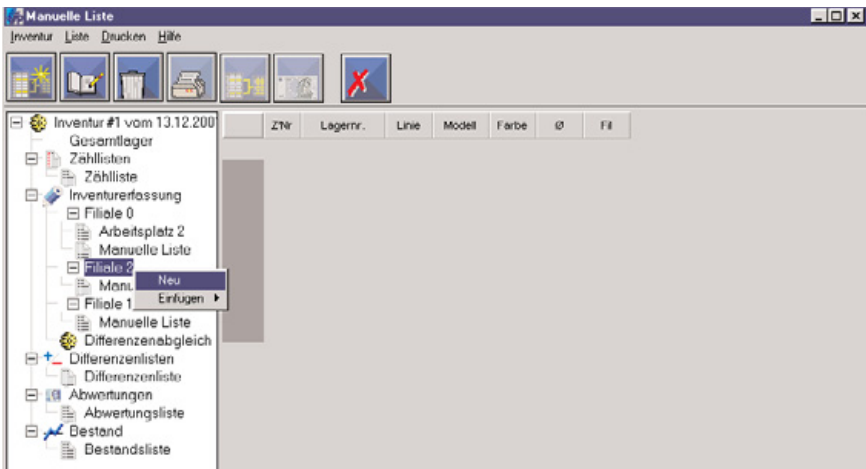 Manuelle Liste
Inventur Liste Drucken Hilfe
Z'Nr Lagernr. Linie Modell Farbe Ø Fil
Inventur #1 vom 13.12.200
Gesamtlager
Zähllisten
Zählliste
Inventurerfassung
Filiale 0
Arbeitsplatz 2
Manuelle Liste
Filiale 2
Manu
Neu
Einfügen
Filiale 1
Manuelle Liste
Differenzenabgleich
Differenzenlisten
Differenzenliste
Abwertungen
Abwertungsliste
Bestand
Bestandsliste